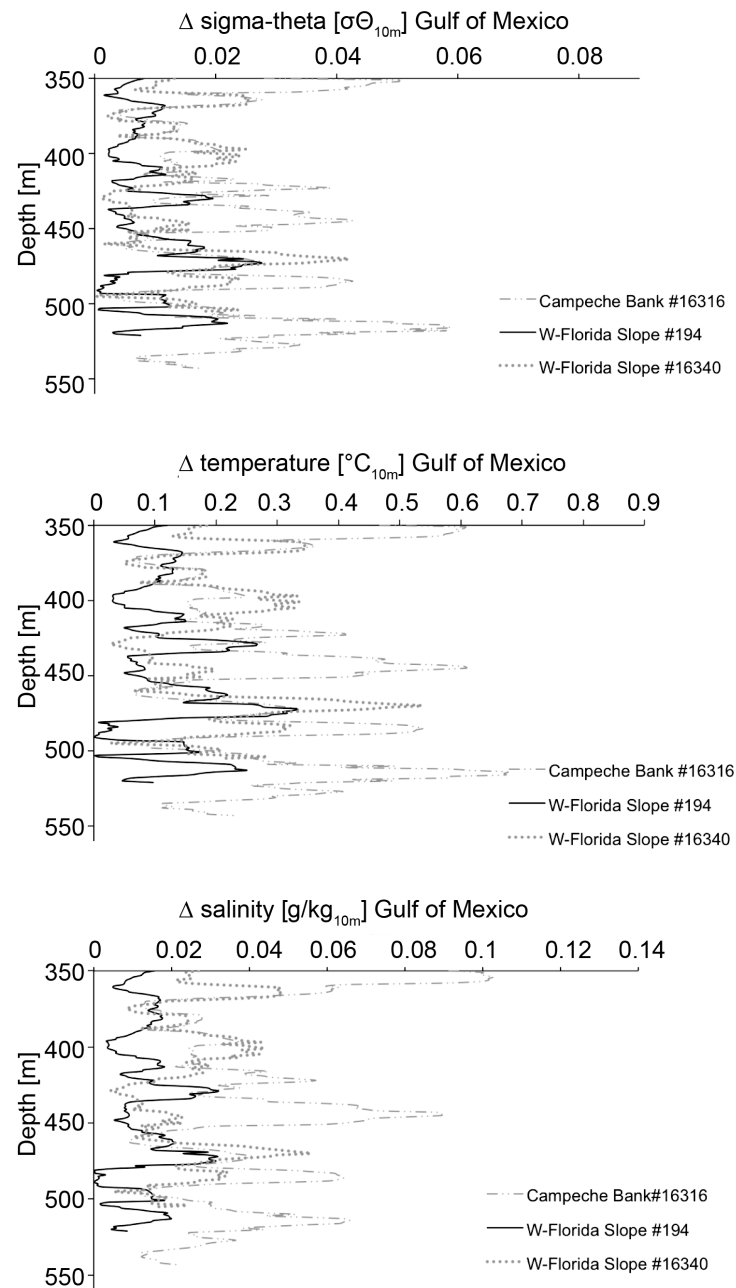 Δ sigma-theta [σΘ10m] Gulf of Mexico
0 0.02 0.04 0.06 0.08
350
400
450
500
550
Depth [m]
Campeche Bank #16316
W-Florida Slope #194
W-Florida Slope #16340
Δ temperature [°C10m] Gulf of Mexico
0 0.1 0.2 0.3 0.4 0.5 0.6 0.7 0.8 0.9
350
400
450
500
550
Depth [m]
Campeche Bank #16316
W-Florida Slope #194
W-Florida Slope #16340
Δ salinity [g/kg10m] Gulf of Mexico
0 0.02 0.04 0.06 0.08 0.1 0.12 0.14
350
400
450
500
550
Depth [m]
Campeche Bank#16316
W-Florida Slope #194
W-Florida Slope #16340